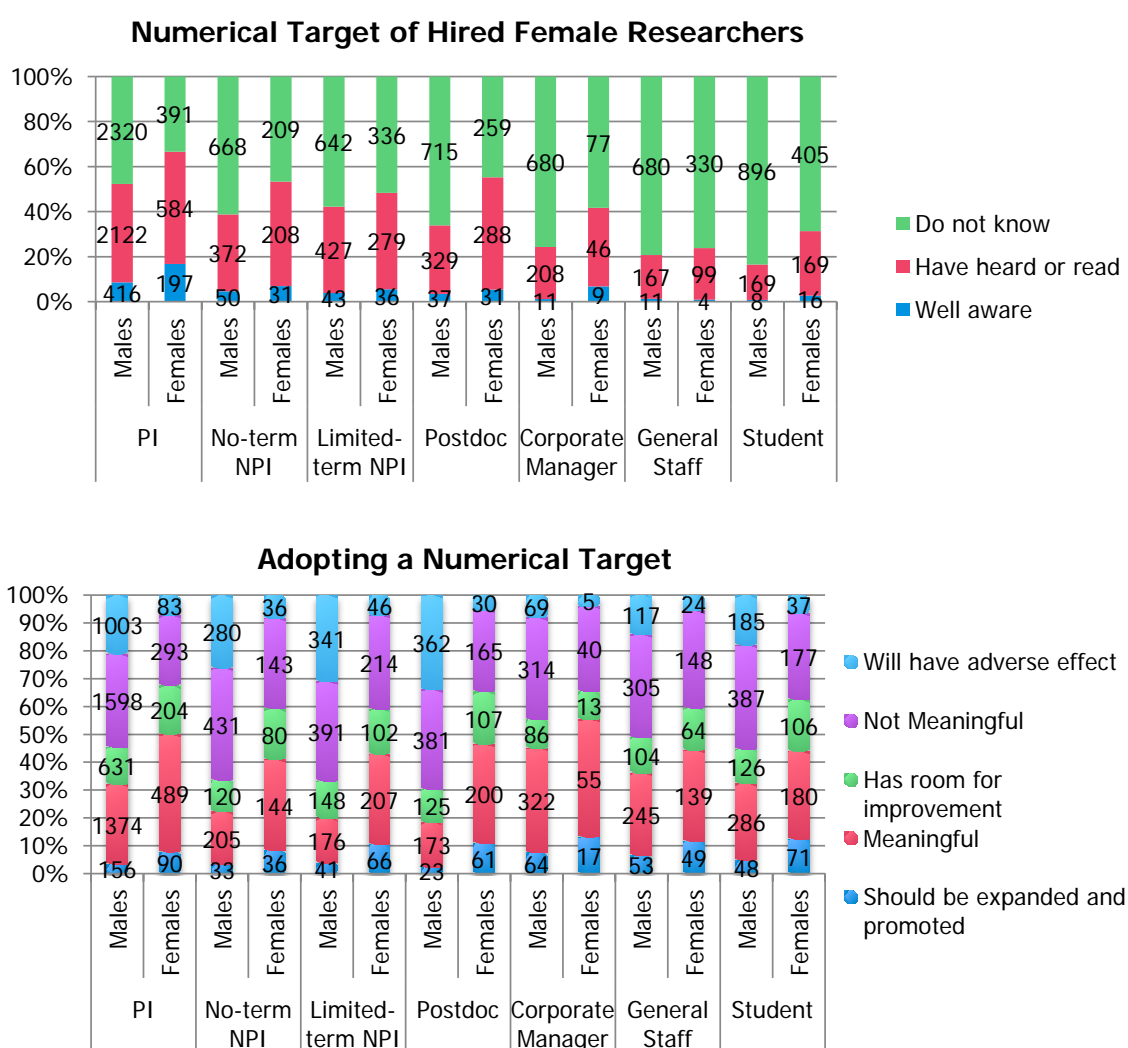 Numerical Target of Hired Female Researchers
100%
80%
60%
40%
20%
0%
2320 391 668 209 642 336 715 259 680 77 680 330 896 405
2122 584 372 208 427 279 329 288 208 46 167 99 169 169
416 197 50 31 43 36 37 31 11 9 11 4 8 16
Males Females Males Females Males Females Males Females Males Females Males Females Males Females
PI No-term Limited- Postdoc Corporate General Student
NPI term NPI Manager Staff
Do not know
Have heard or read
Well aware
Adopting a Numerical Target
100%
90%
80%
70%
60%
50%
40%
30%
20%
10%
0%
1003 83 280 36 341 46 362 30 69 5 117 24 185 37
1598 293 431 143 391 214 381 165 314 40 305 148 387 177
631 204 120 80 148 102 125 107 86 13 104 64 126 106
1374 489 205 144 176 207 173 200 322 55 245 139 286 180
156 90 33 36 41 66 23 61 64 17 53 49 48 71
Males Females Males Females Males Females Males Females Males Females Males Females Males Females
PI No-term Limited- Postdoc Corporate General Student
NPI term NPI Manager Staff
Will have adverse effect
Not Meaningful
Has room for
improvement
Meaningful
Should be expanded and
promoted